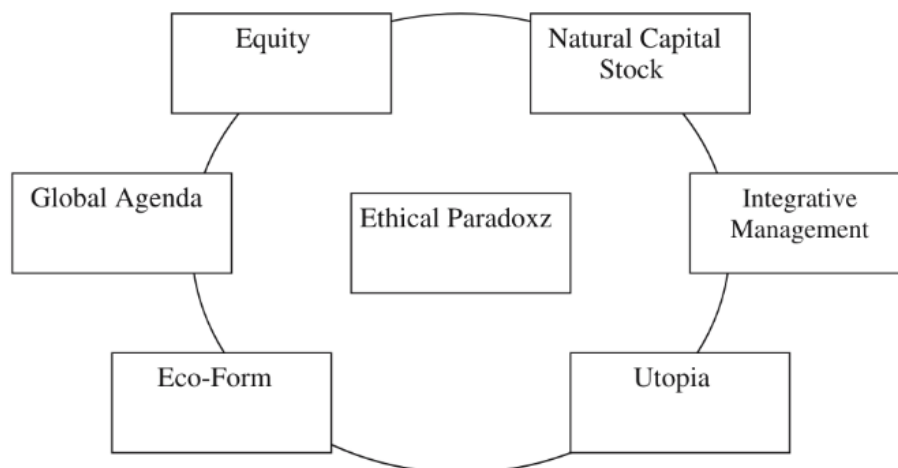 Equity
Natural Capital
Stock
Global Agenda
Ethical Paradoxz
Integrative
Management
Eco-Form
Utopia